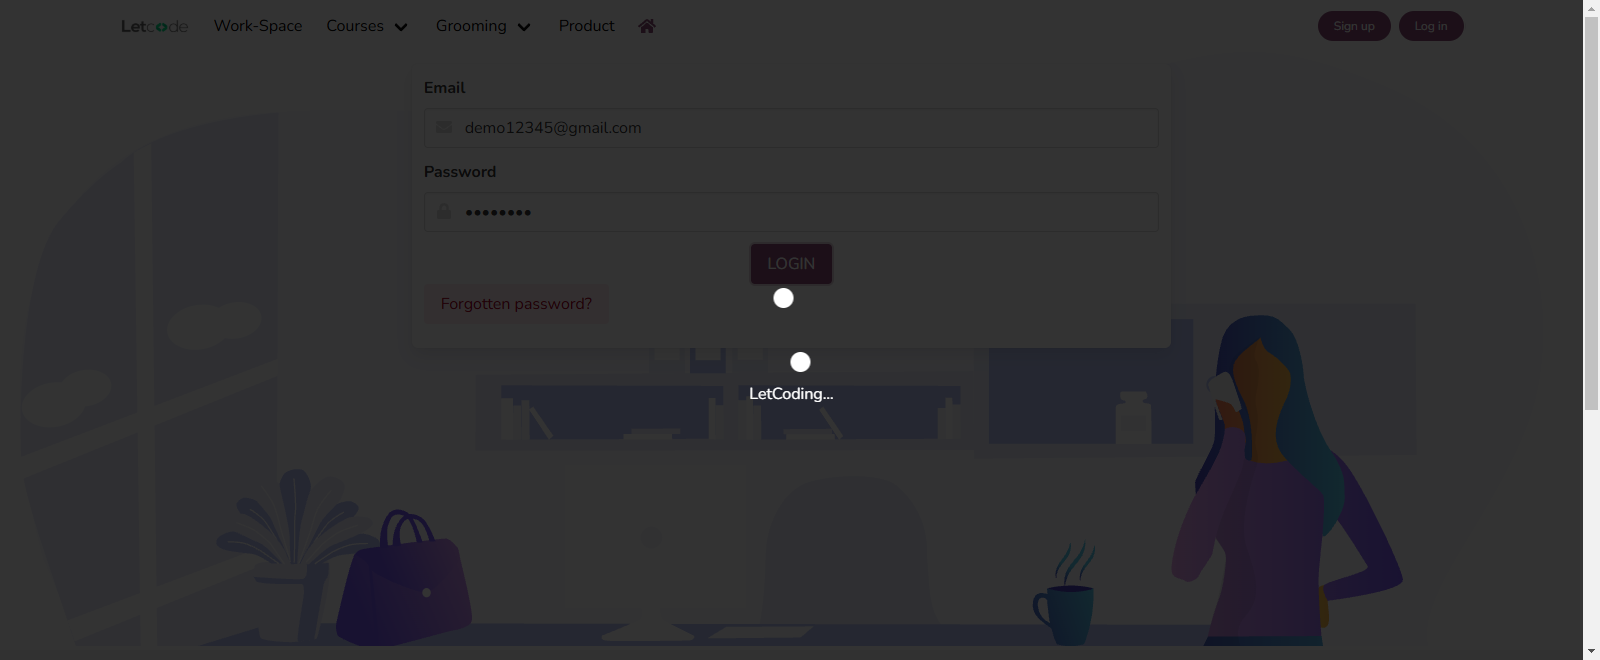 Letcode Work-Space Courses Grooming Product Sign up Log in
Email
demo12345@gmail.com
Password
LOGIN
Forgotten password?
LetCoding...